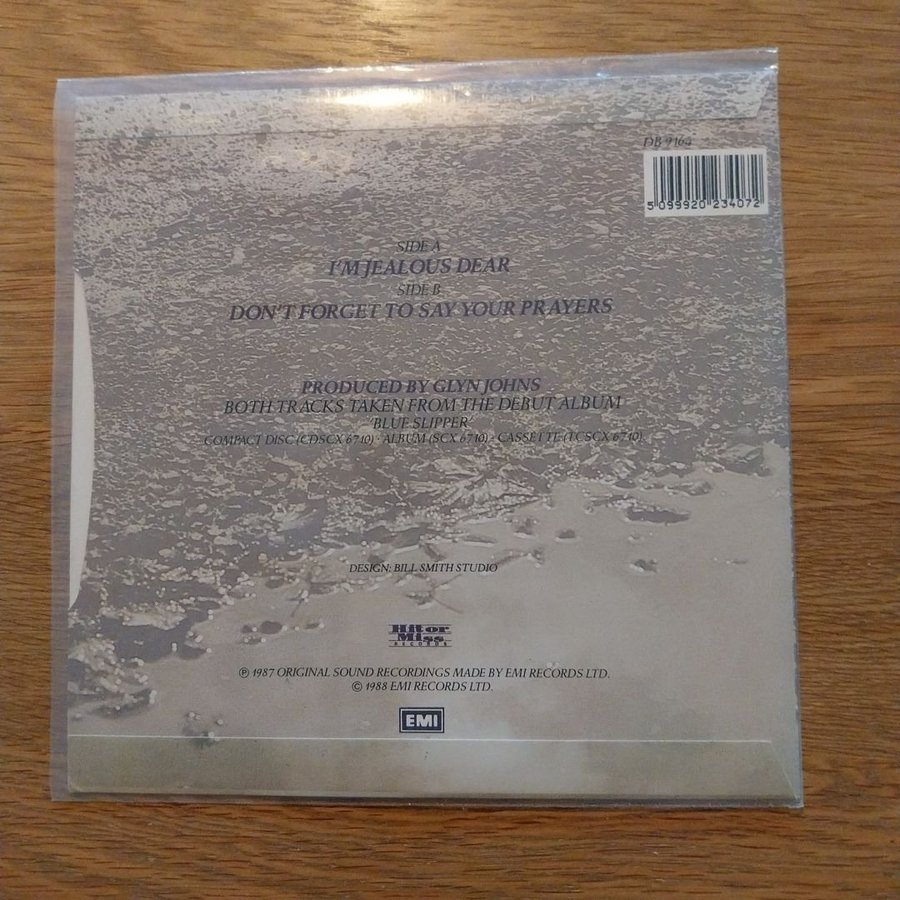 DB 9164
5 099920 234072
SIDE A
I'M JEALOUS DEAR
SIDE B
DON'T FORGET TO SAY YOUR PRAYERS
PRODUCED BY GLYN JOHNS
BOTH TRACKS TAKEN FROM THE DEBUT ALBUM
'BLUE SLIPPER'
COMPACT DISC (CDSCX 6710) · ALBUM (SCX 6710) · CASSETTE (TCSCX 6710)
DESIGN: BILL SMITH STUDIO
Hit or
Miss
RECORDS
℗ 1987 ORIGINAL SOUND RECORDINGS MADE BY EMI RECORDS LTD.
© 1988 EMI RECORDS LTD.
EMI